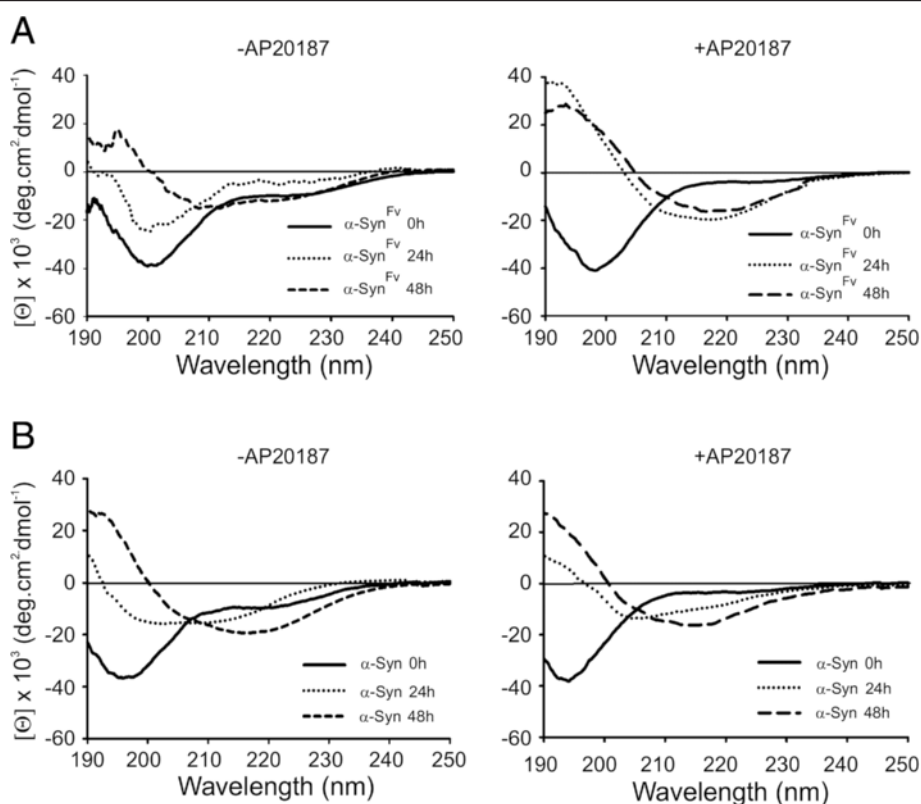 A
-AP20187
+AP20187
40
20
0
-20
-40
-60
[Θ] x 10³ (deg.cm² dmol⁻¹)
α-Syn^Fv 0h
α-Syn^Fv 24h
α-Syn^Fv 48h
190 200 210 220 230 240 250
Wavelength (nm)
40
20
0
-20
-40
-60
α-Syn^Fv 0h
α-Syn^Fv 24h
α-Syn^Fv 48h
190 200 210 220 230 240 250
Wavelength (nm)
B
-AP20187
+AP20187
40
20
0
-20
-40
-60
[Θ] x 10³ (deg.cm² dmol⁻¹)
α-Syn 0h
α-Syn 24h
α-Syn 48h
190 200 210 220 230 240 250
Wavelength (nm)
40
20
0
-20
-40
-60
α-Syn 0h
α-Syn 24h
α-Syn 48h
190 200 210 220 230 240 250
Wavelength (nm)